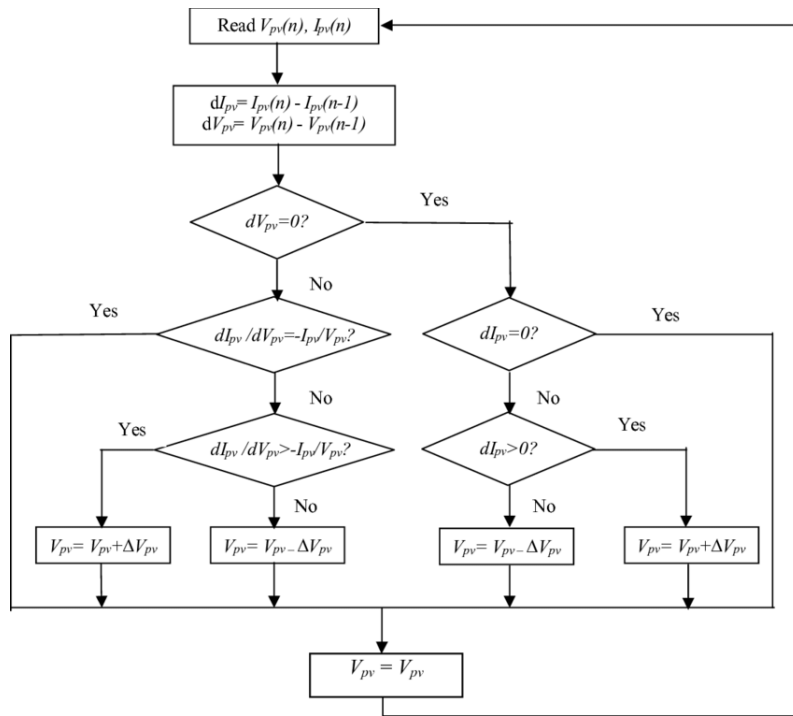 Read Vpv(n), Ipv(n)
dIpv= Ipv(n) - Ipv(n-1)
dVpv= Vpv(n) - Vpv(n-1)
Yes
dVpv=0?
No
Yes
Yes
dIpv /dVpv=-Ipv/Vpv?
dIpv=0?
No
No
Yes
Yes
dIpv /dVpv>-Ipv/Vpv?
dIpv>0?
No
No
Vpv= Vpv+ΔVpv
Vpv= Vpv- ΔVpv
Vpv= Vpv- ΔVpv
Vpv= Vpv+ΔVpv
Vpv = Vpv